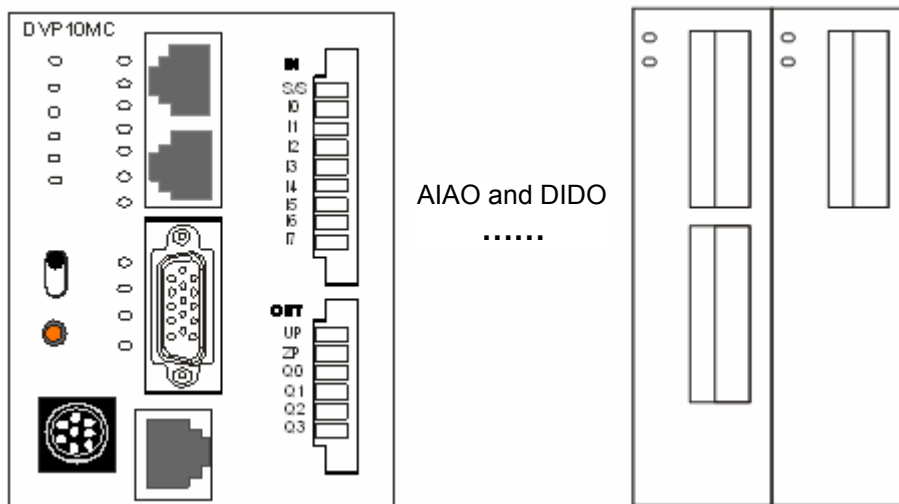 DVP10MC
IN
S/S
I0
I1
I2
I3
I4
I5
I6
I7
OUT
UP
ZP
Q0
Q1
Q2
Q3
AIAO and DIDO
......